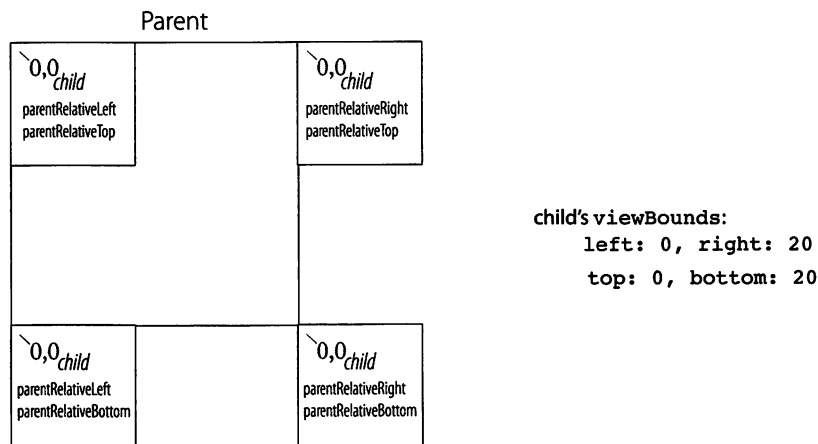 Parent
0,0child
parentRelativeLeft
parentRelativeTop
0,0child
parentRelativeRight
parentRelativeTop
child's viewBounds:
left: 0, right: 20
top: 0, bottom: 20
0,0child
parentRelativeLeft
parentRelativeBottom
0,0child
parentRelativeRight
parentRelativeBottom